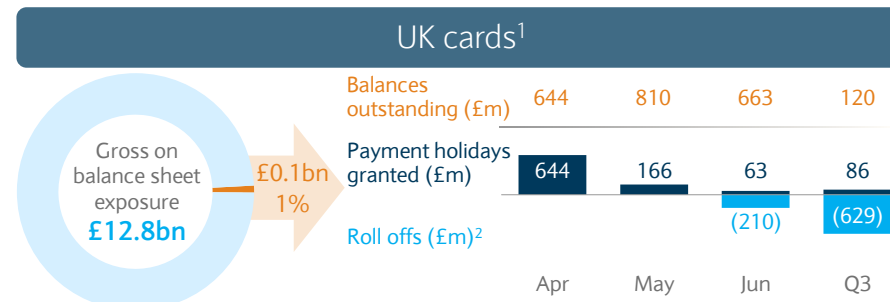 UK cards1
Gross on
balance sheet
exposure
£12.8bn
£0.1bn
1%
Balances
outstanding (£m) 644 810 663 120
Payment holidays
granted (£m) 644 166 63 86
Roll offs (£m)2 (210) (629)
Apr May Jun Q3